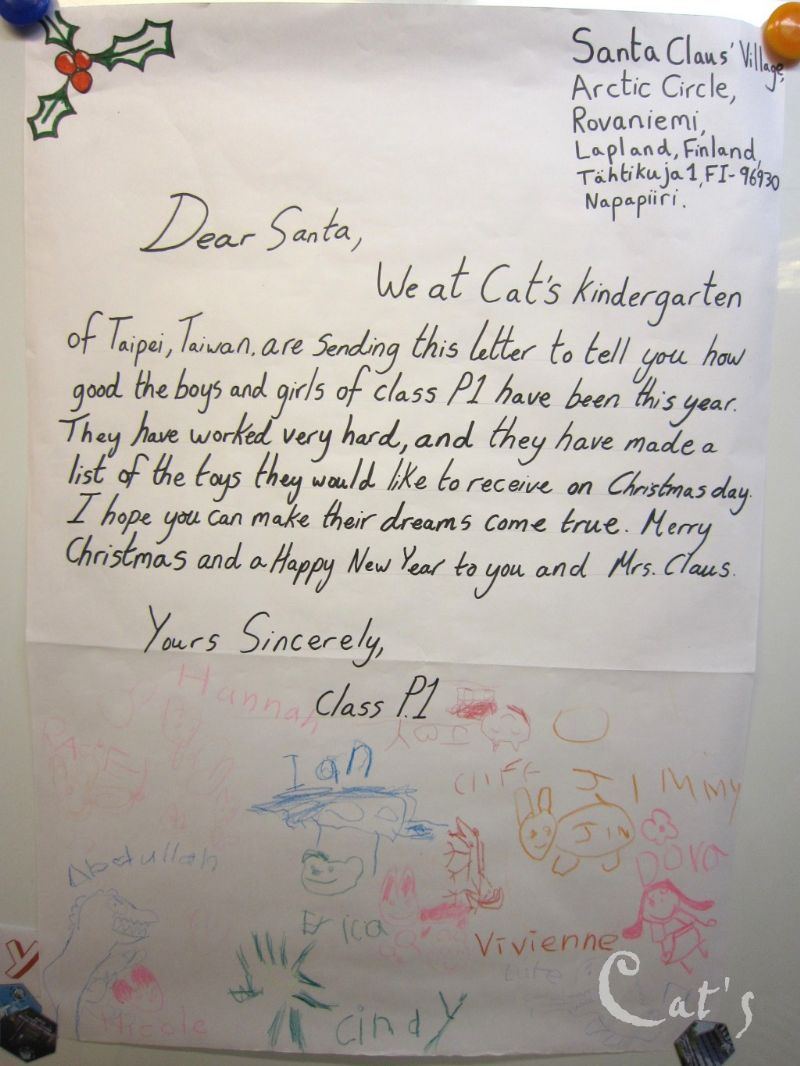 Santa Claus' Village,
Arctic Circle,
Rovaniemi,
Lapland, Finland,
Tähtikuja 1, FI-96930
Napapiiri.
Dear Santa,
We at Cat's kindergarten
of Taipei, Taiwan. are sending this letter to tell you how
good the boys and girls of class P1 have been this year.
They have worked very hard, and they have made a
list of the toys they would like to receive on Christmas day.
I hope you can make their dreams come true. Merry
Christmas and a Happy New Year to you and Mrs. Claus.
Yours Sincerely,
Class P.1
Hannah
Ian
Cliff
JIMMY
JIN
Dora
Abdullah
Erica
Vivienne
Nicole
Cindy
Cat's